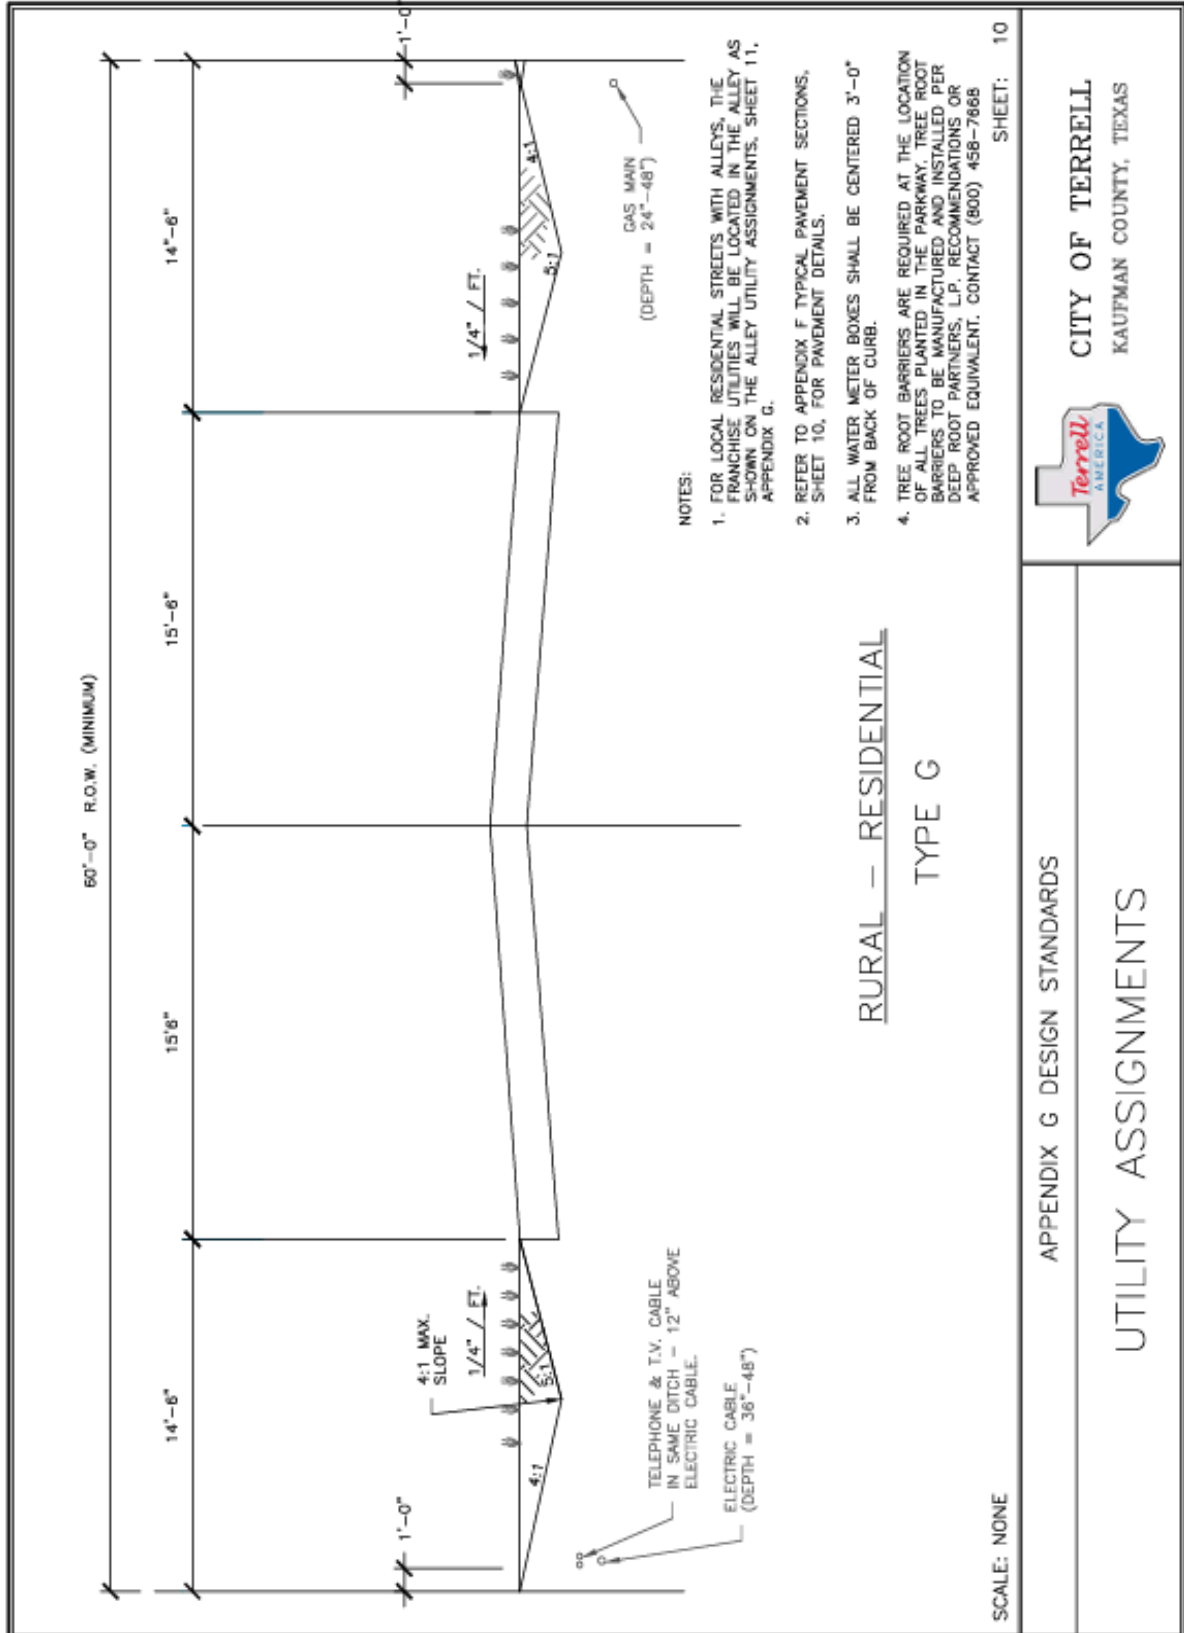 60'-0" R.O.W. (MINIMUM)
14'-6"
15'6"
15'-6"
14'-6"
1'-0"
4:1 MAX.
SLOPE
1/4" / FT.
1/4" / FT.
4:1
5:1
5:1
4:1
TELEPHONE & T.V. CABLE
IN SAME DITCH - 12" ABOVE
ELECTRIC CABLE.
ELECTRIC CABLE
(DEPTH = 36"-48")
GAS MAIN
(DEPTH = 24"-48")
NOTES:
1. FOR LOCAL RESIDENTIAL STREETS WITH ALLEYS, THE
FRANCHISE UTILITIES WILL BE LOCATED IN THE ALLEY AS
SHOWN ON THE ALLEY UTILITY ASSIGNMENTS, SHEET 11,
APPENDIX G.
2. REFER TO APPENDIX F TYPICAL PAVEMENT SECTIONS,
SHEET 10, FOR PAVEMENT DETAILS.
3. ALL WATER METER BOXES SHALL BE CENTERED 3'-0"
FROM BACK OF CURB.
4. TREE ROOT BARRIERS ARE REQUIRED AT THE LOCATION
OF ALL TREES PLANTED IN THE PARKWAY. TREE ROOT
BARRIERS TO BE MANUFACTURED AND INSTALLED PER
DEEP ROOT PARTNERS, L.P. RECOMMENDATIONS OR
APPROVED EQUIVALENT. CONTACT (800) 458-7668
RURAL - RESIDENTIAL
TYPE G
SCALE: NONE
SHEET: 10
APPENDIX G DESIGN STANDARDS
UTILITY ASSIGNMENTS
Terrell
AMERICA
CITY OF TERRELL
KAUFMAN COUNTY, TEXAS